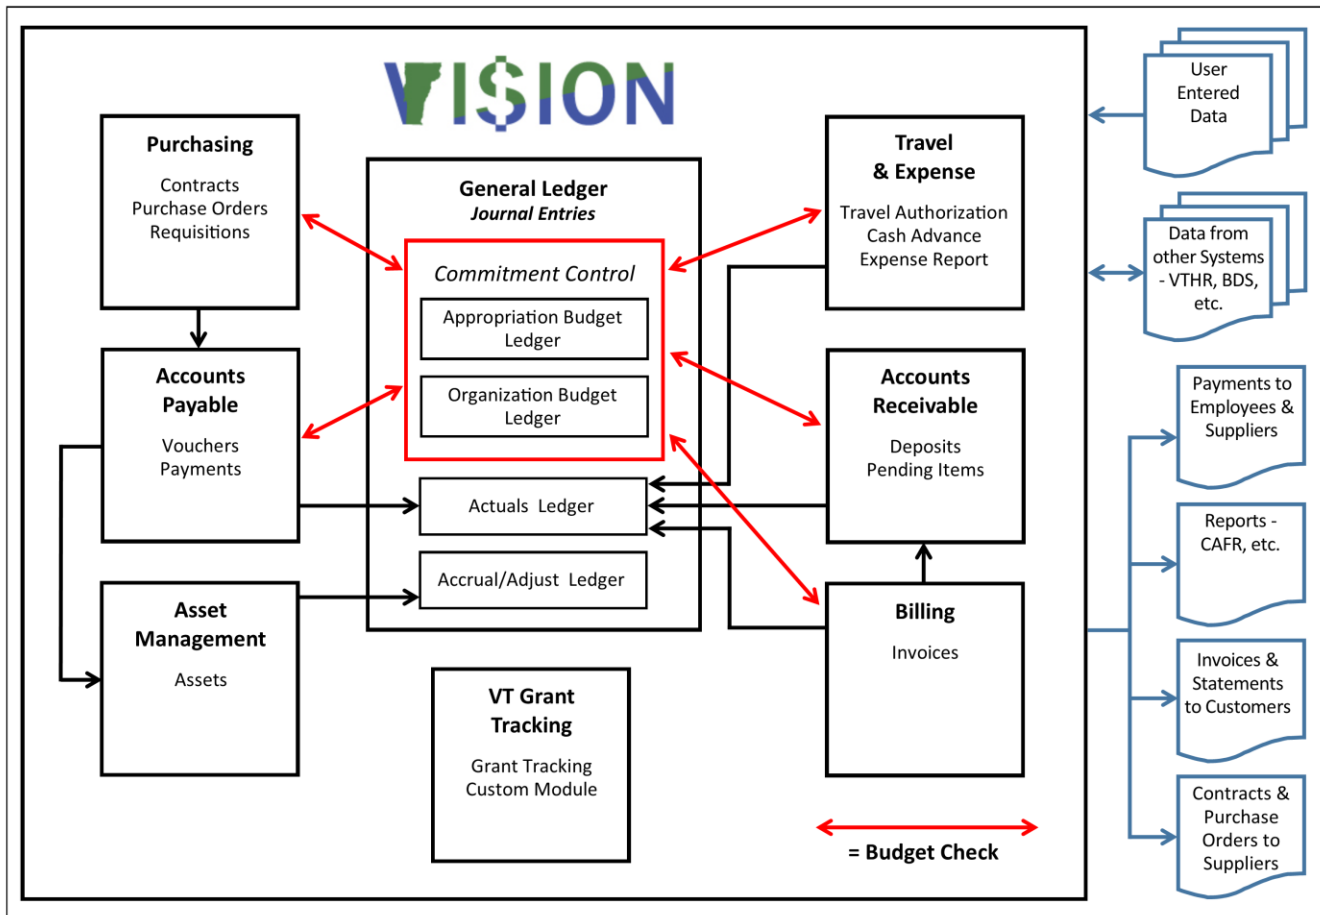 VISION
Purchasing
Contracts
Purchase Orders
Requisitions
Accounts
Payable
Vouchers
Payments
Asset
Management
Assets
General Ledger
Journal Entries
Commitment Control
Appropriation Budget
Ledger
Organization Budget
Ledger
Actuals Ledger
Accrual/Adjust Ledger
VT Grant
Tracking
Grant Tracking
Custom Module
Travel
& Expense
Travel Authorization
Cash Advance
Expense Report
Accounts
Receivable
Deposits
Pending Items
Billing
Invoices
= Budget Check
User
Entered
Data
Data from
other Systems
- VTHR, BDS,
etc.
Payments to
Employees &
Suppliers
Reports -
CAFR, etc.
Invoices &
Statements
to Customers
Contracts &
Purchase
Orders to
Suppliers